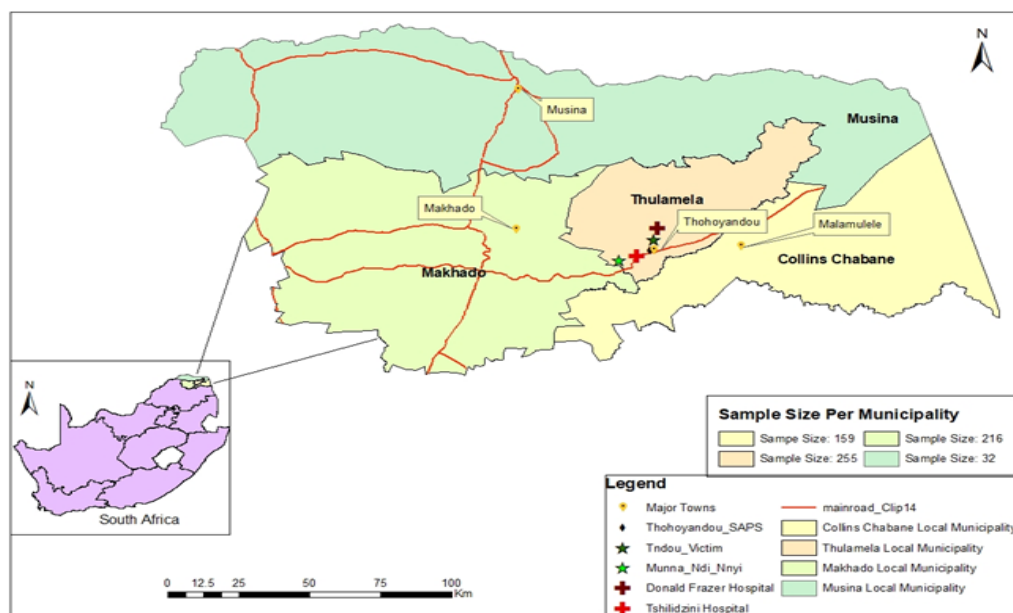 N
Musina
Musina
Makhado
Thulamela
Thohoyandou
Malamulele
Collins Chabane
Makhado
N
South Africa
Sample Size Per Municipality
Sampe Size: 159
Sample Size: 216
Sample Size: 255
Sample Size: 32
Legend
Major Towns
mainroad_Clip14
Thohoyandou_SAPS
Collins Chabane Local Municipality
Tndou_Victim
Thulamela Local Municipality
Munna_Ndi_Nnyi
Makhado Local Municipality
Donald Frazer Hospital
Musina Local Municipality
Tshilidzini Hospital
0 12.5 25 50 75 100
Km